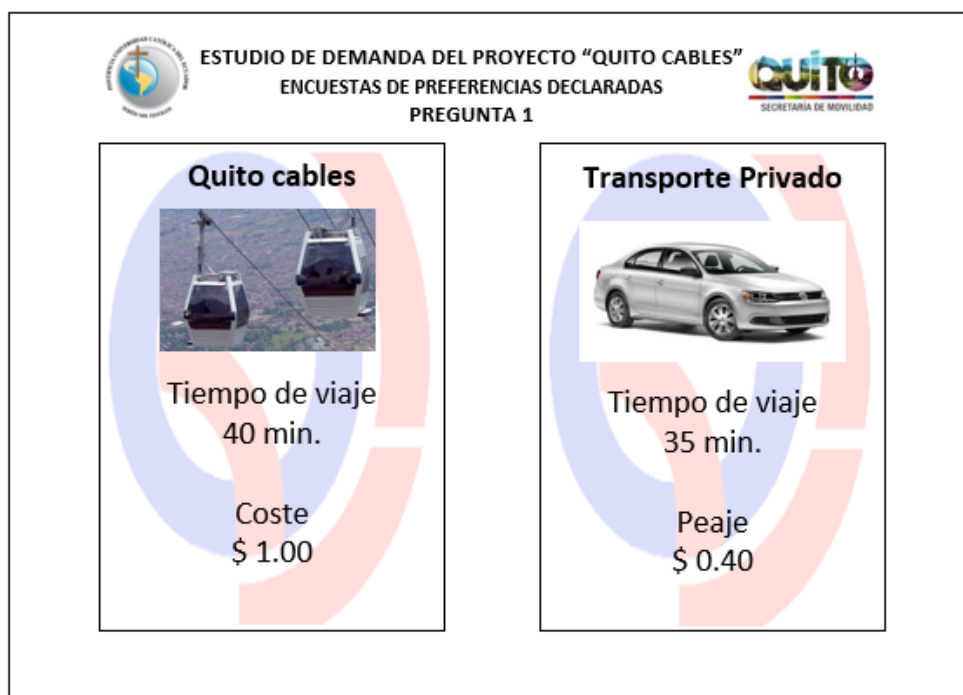 ESTUDIO DE DEMANDA DEL PROYECTO "QUITO CABLES"
ENCUESTAS DE PREFERENCIAS DECLARADAS
PREGUNTA 1
QUITO
SECRETARÍA DE MOVILIDAD
Quito cables
Tiempo de viaje
40 min.
Coste
$ 1.00
Transporte Privado
Tiempo de viaje
35 min.
Peaje
$ 0.40